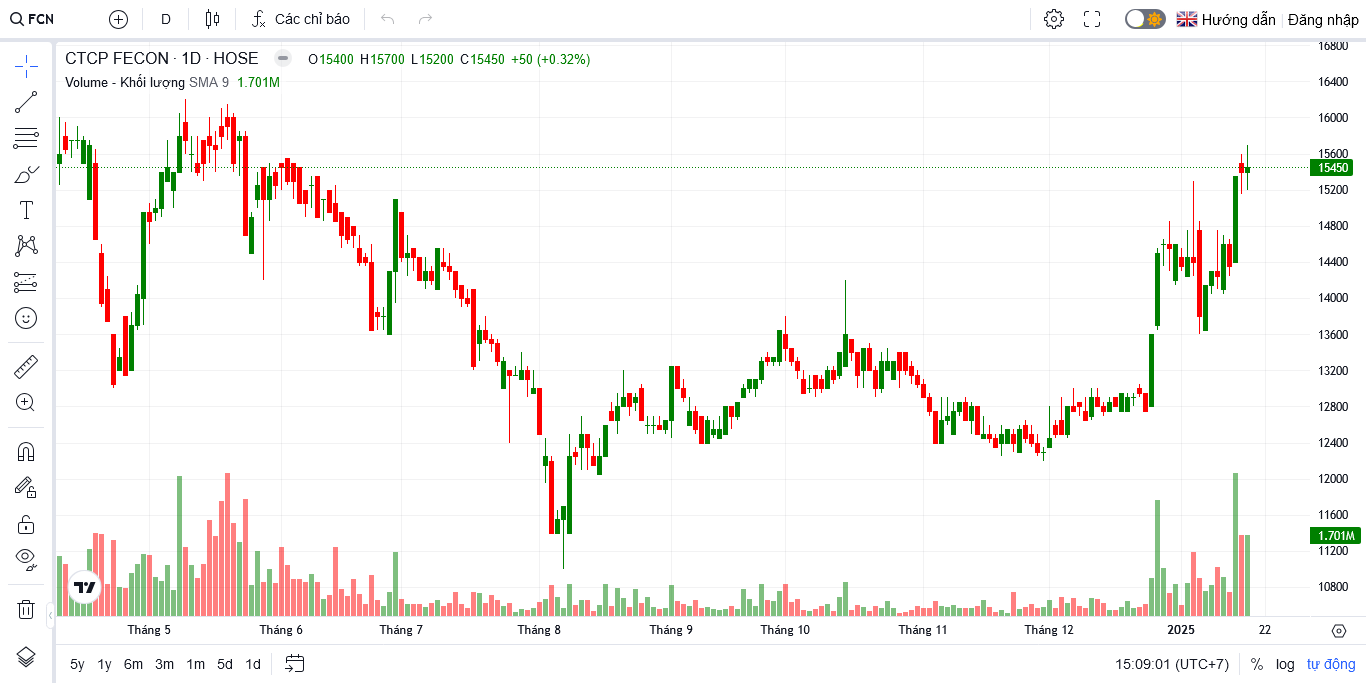 FCN D Các chỉ báo Hướng dẫn Đăng nhập
CTCP FECON · 1D · HOSE O15400 H15700 L15200 C15450 +50 (+0.32%)
Volume - Khối lượng SMA 9 1.701M
16800
16400
16000
15600
15450
15200
14800
14400
14000
13600
13200
12800
12400
12000
11600
1.701M
11200
10800
Tháng 5 Tháng 6 Tháng 7 Tháng 8 Tháng 9 Tháng 10 Tháng 11 Tháng 12 2025 22
5y 1y 6m 3m 1m 5d 1d 15:09:01 (UTC+7) % log tự động